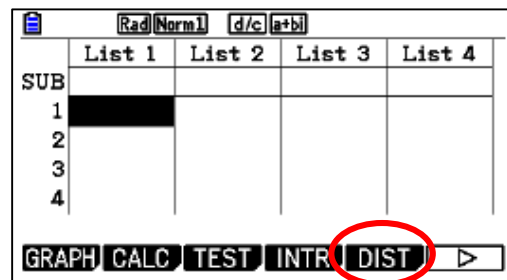 Rad Norm1 d/c a+bi
List 1 List 2 List 3 List 4
SUB
1
2
3
4
GRAPH CALC TEST INTR DIST ▷